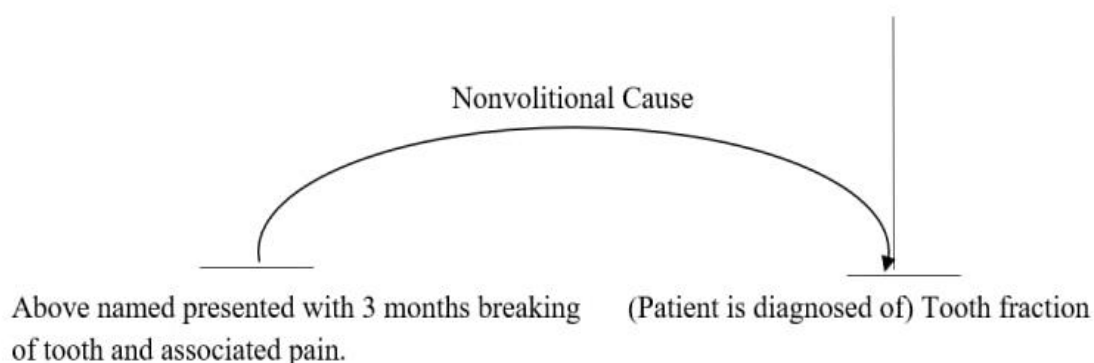 Nonvolitional Cause
Above named presented with 3 months breaking
of tooth and associated pain.
(Patient is diagnosed of) Tooth fraction